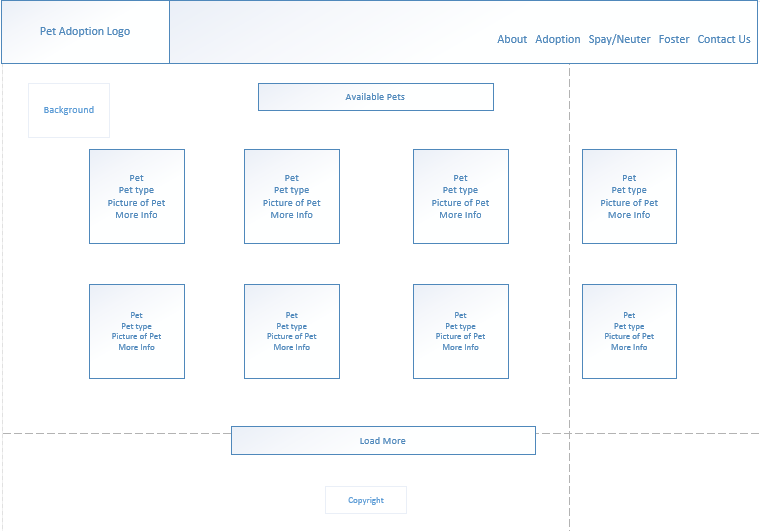 Pet Adoption Logo
About Adoption Spay/Neuter Foster Contact Us
Background
Available Pets
Pet
Pet type
Picture of Pet
More Info
Pet
Pet type
Picture of Pet
More Info
Pet
Pet type
Picture of Pet
More Info
Pet
Pet type
Picture of Pet
More Info
Pet
Pet type
Picture of Pet
More Info
Pet
Pet type
Picture of Pet
More Info
Pet
Pet type
Picture of Pet
More Info
Pet
Pet type
Picture of Pet
More Info
Load More
Copyright